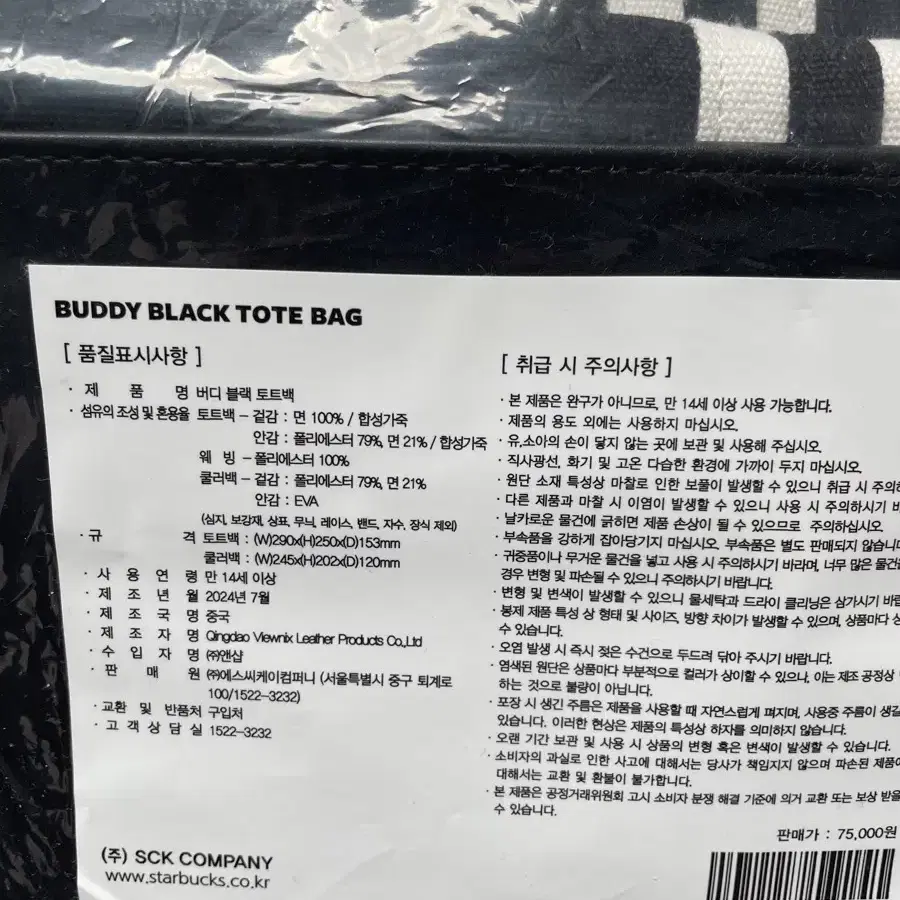 BUDDY BLACK TOTE BAG
[ 품질표시사항 ]
· 제 품 명 버디 블랙 토트백
· 섬유의 조성 및 혼용율 토트백 - 겉감 : 면 100% / 합성가죽
안감 : 폴리에스터 79%, 면 21% / 합성가죽
웨 빙 - 폴리에스터 100%
쿨러백 - 겉감 : 폴리에스터 79%, 면 21%
안감 : EVA
(심지, 보강재, 상표, 무늬, 레이스, 밴드, 자수, 장식 제외)
· 규 격 토트백 : (W)290x(H)250x(D)153mm
쿨러백 : (W)245x(H)202x(D)120mm
· 사 용 연 령 만 14세 이상
· 제 조 년 월 2024년 7월
· 제 조 국 명 중국
· 제 조 자 명 Qingdao Viewnix Leather Products Co.,Ltd
· 수 입 자 명 ㈜앤샵
· 판 매 원 ㈜에스씨케이컴퍼니 (서울특별시 중구 퇴계로
100/1522-3232)
· 교환 및 반품처 구입처
· 고 객 상 담 실 1522-3232
(주) SCK COMPANY
www.starbucks.co.kr
[ 취급 시 주의사항 ]
· 본 제품은 완구가 아니므로, 만 14세 이상 사용 가능합니다.
· 제품의 용도 외에는 사용하지 마십시오.
· 유,소아의 손이 닿지 않는 곳에 보관 및 사용해 주십시오.
· 직사광선, 화기 및 고온 다습한 환경에 가까이 두지 마십시오.
· 원단 소재 특성상 마찰로 인한 보풀이 발생할 수 있으니 취급 시 주의
· 다른 제품과 마찰 시 이염이 발생할 수 있으니 사용 시 주의하시기
· 날카로운 물건에 긁히면 제품 손상이 될 수 있으므로 주의하십시오.
· 부속품을 강하게 잡아당기지 마십시오. 부속품은 별도 판매되지 않습니
· 귀중품이나 무거운 물건을 넣고 사용 시 주의하시기 바라며, 너무 많은 물건을
경우 변형 및 파손될 수 있으니 주의하시기 바랍니다.
· 변형 및 변색이 발생할 수 있으니 물세탁과 드라이 클리닝은 삼가시기
· 봉제 제품 특성 상 형태 및 사이즈, 방향 차이가 발생할 수 있으며, 상품마다
수 있습니다.
· 오염 발생 시 즉시 젖은 수건으로 두드려 닦아 주시기 바랍니다.
· 염색된 원단은 상품마다 부분적으로 컬러가 상이할 수 있으나, 이는 제조 공정상
하는 것으로 불량이 아닙니다.
· 포장 시 생긴 주름은 제품을 사용할 때 자연스럽게 펴지며, 사용중 주름이 생길
있습니다. 이러한 현상은 제품의 특성상 하자를 의미하지 않습니다.
· 오랜 기간 보관 및 사용 시 상품의 변형 혹은 변색이 발생할 수 있습니다.
· 소비자의 과실로 인한 사고에 대해서는 당사가 책임지지 않으며 파손된 제품에
대해서는 교환 및 환불이 불가합니다.
· 본 제품은 공정거래위원회 고시 소비자 분쟁 해결 기준에 의거 교환 또는 보상 받을
수 있습니다.
판매가 : 75,000원